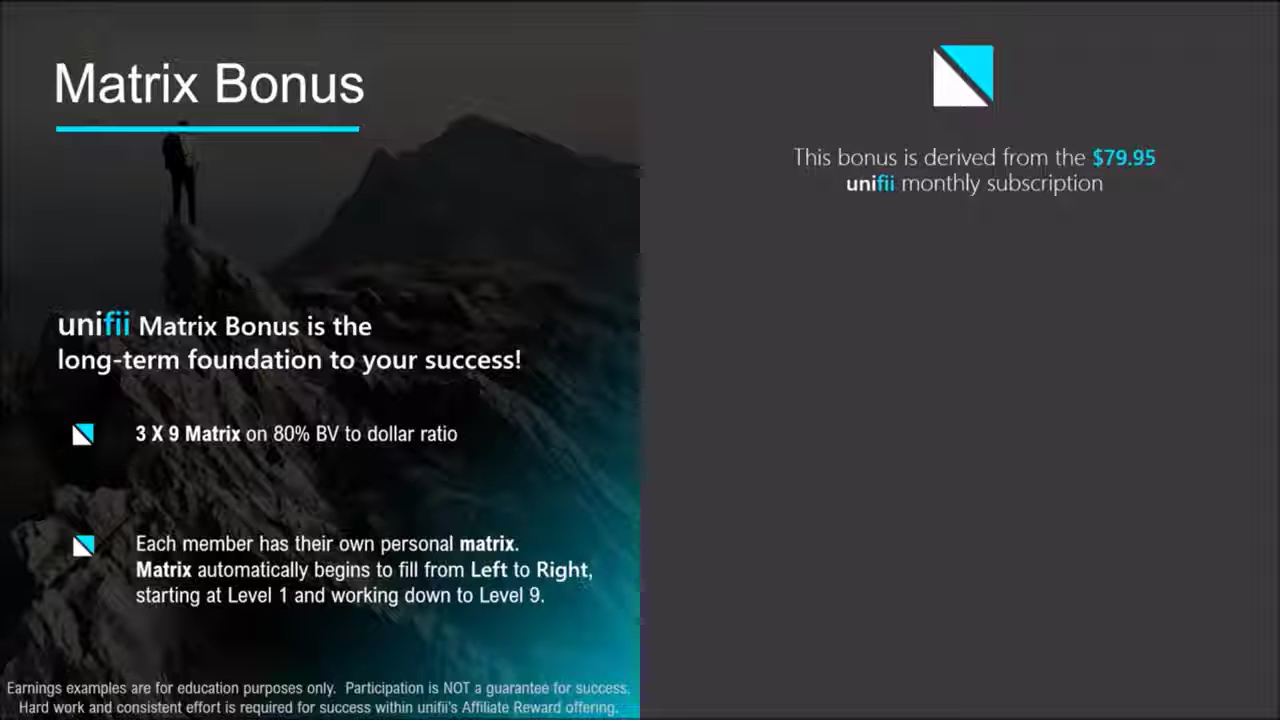 Matrix Bonus
unifii Matrix Bonus is the
long-term foundation to your success!
3 X 9 Matrix on 80% BV to dollar ratio
Each member has their own personal matrix.
Matrix automatically begins to fill from Left to Right,
starting at Level 1 and working down to Level 9.
Earnings examples are for education purposes only. Participation is NOT a guarantee for success.
Hard work and consistent effort is required for success within unifii's Affiliate Reward offering.
This bonus is derived from the $79.95
unifii monthly subscription